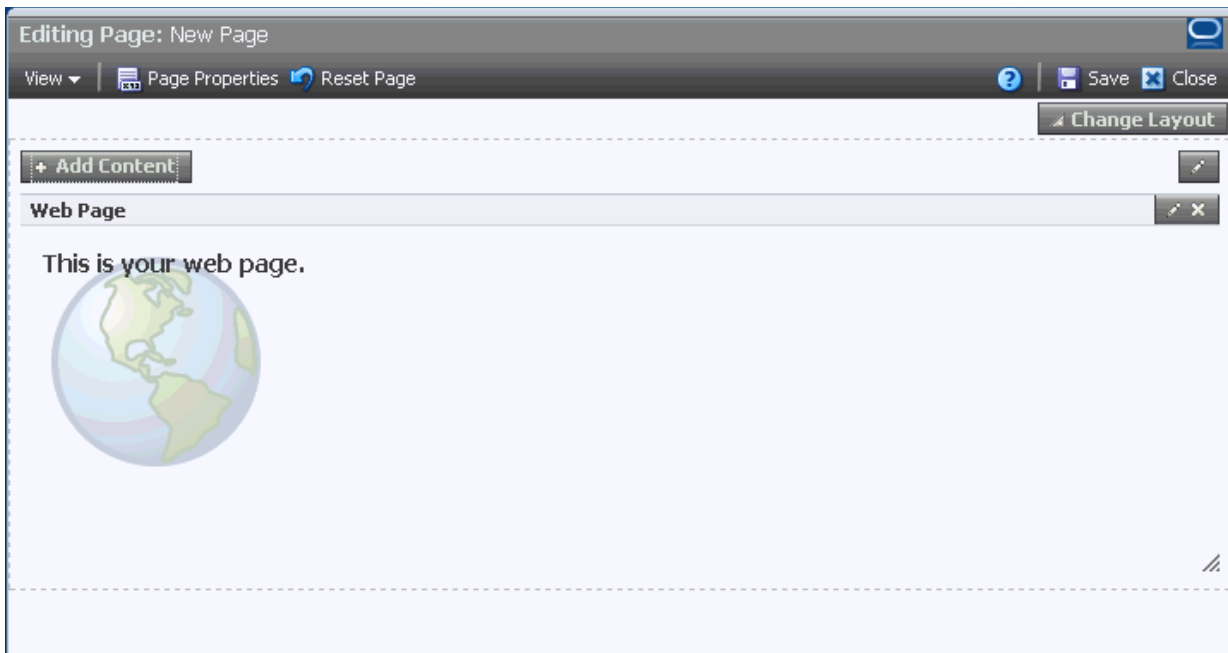 Editing Page: New Page
View Page Properties Reset Page Save Close
Change Layout
+ Add Content
Web Page
This is your web page.